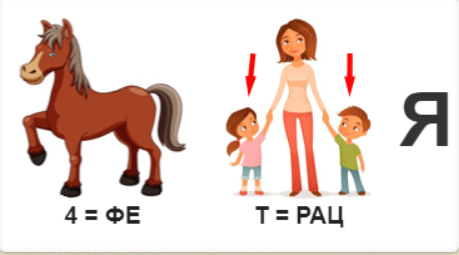 Я
4 = ФЕ
Т = РАЦ